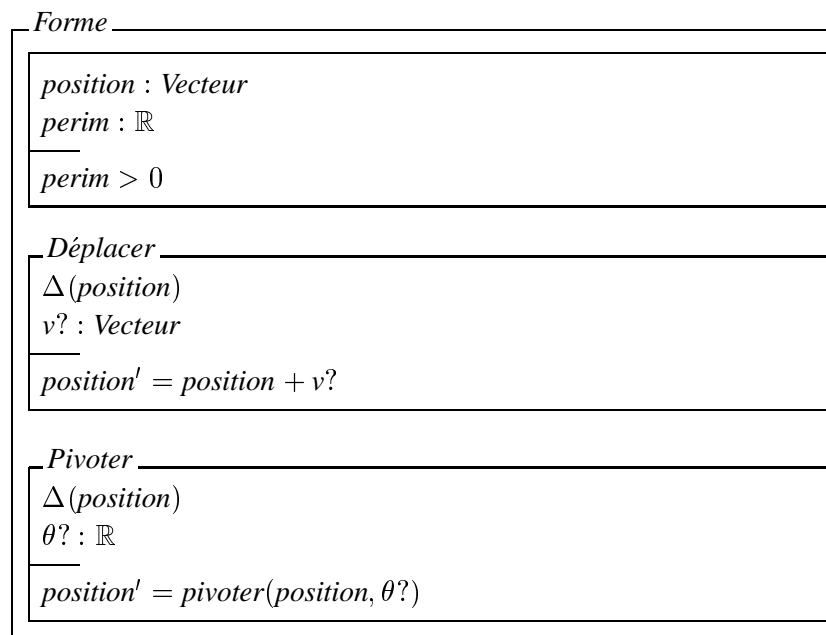 Forme
position : Vecteur
perim : ℝ
perim > 0
Déplacer
Δ(position)
v? : Vecteur
position′ = position + v?
Pivoter
Δ(position)
θ? : ℝ
position′ = pivoter(position, θ?)